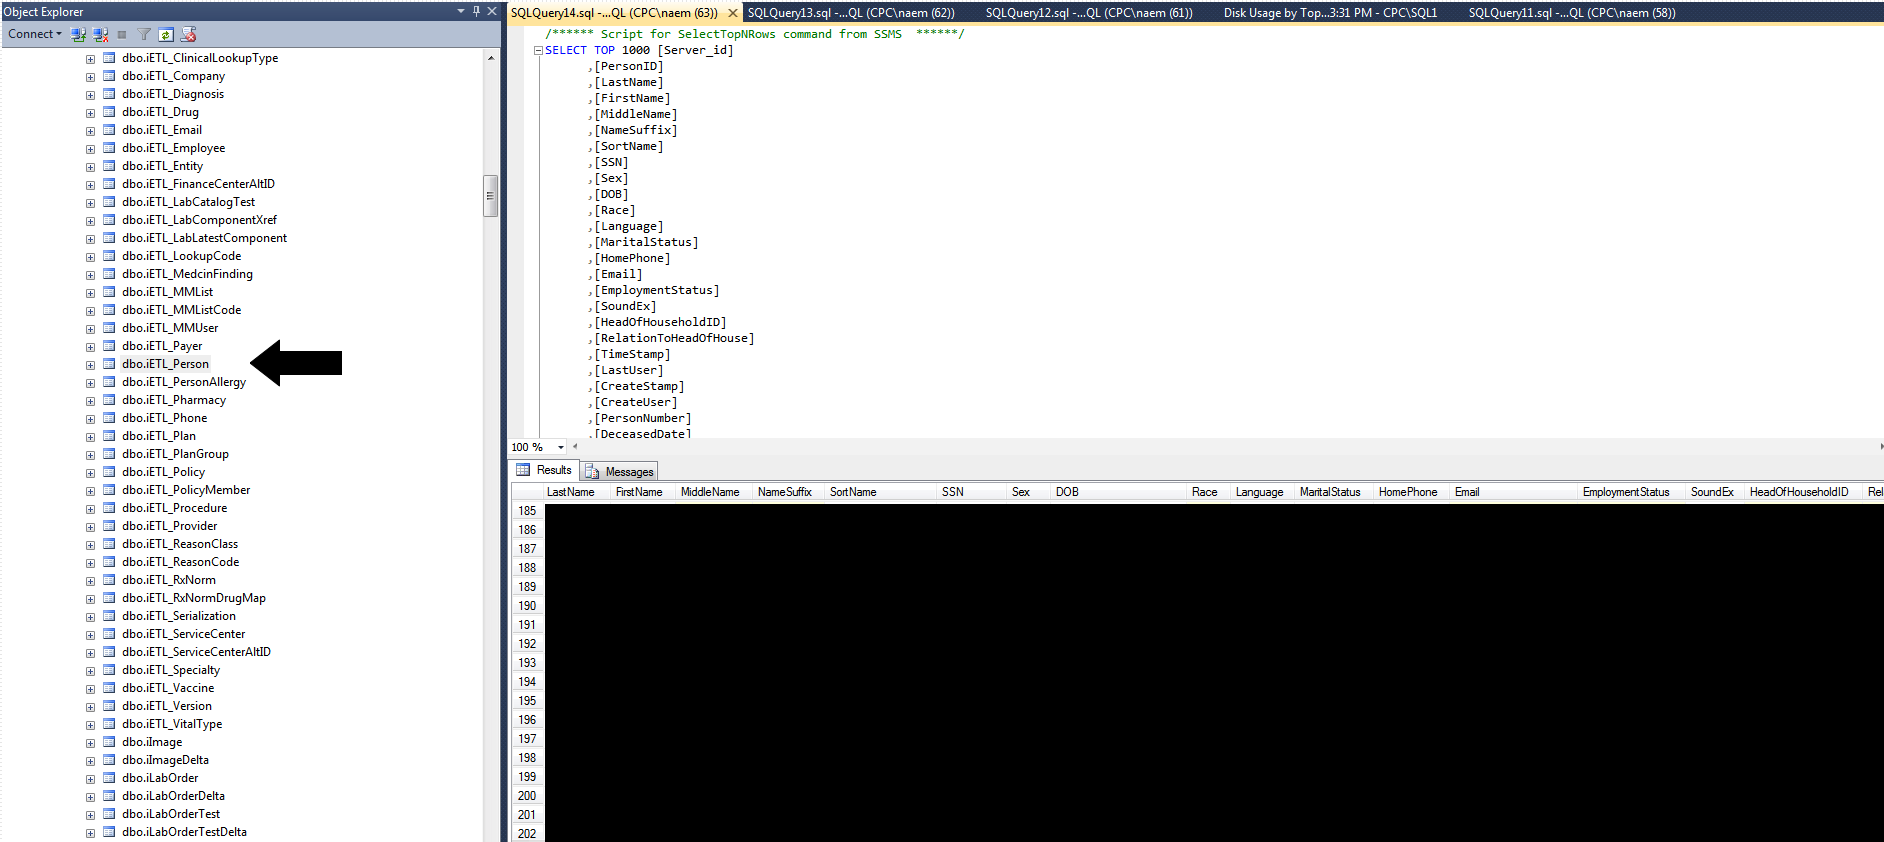 Object Explorer
Connect
dbo.iETL_ClinicalLookupType
dbo.iETL_Company
dbo.iETL_Diagnosis
dbo.iETL_Drug
dbo.iETL_Email
dbo.iETL_Employee
dbo.iETL_Entity
dbo.iETL_FinanceCenterAltID
dbo.iETL_LabCatalogTest
dbo.iETL_LabComponentXref
dbo.iETL_LabLatestComponent
dbo.iETL_LookupCode
dbo.iETL_MedcinFinding
dbo.iETL_MMList
dbo.iETL_MMListCode
dbo.iETL_MMUser
dbo.iETL_Payer
dbo.iETL_Person
dbo.iETL_PersonAllergy
dbo.iETL_Pharmacy
dbo.iETL_Phone
dbo.iETL_Plan
dbo.iETL_PlanGroup
dbo.iETL_Policy
dbo.iETL_PolicyMember
dbo.iETL_Procedure
dbo.iETL_Provider
dbo.iETL_ReasonClass
dbo.iETL_ReasonCode
dbo.iETL_RxNorm
dbo.iETL_RxNormDrugMap
dbo.iETL_Serialization
dbo.iETL_ServiceCenter
dbo.iETL_ServiceCenterAltID
dbo.iETL_Specialty
dbo.iETL_Vaccine
dbo.iETL_Version
dbo.iETL_VitalType
dbo.iImage
dbo.iImageDelta
dbo.iLabOrder
dbo.iLabOrderDelta
dbo.iLabOrderTest
dbo.iLabOrderTestDelta
SQLQuery14.sql -...QL (CPC\naem (63)) SQLQuery13.sql -...QL (CPC\naem (62)) SQLQuery12.sql -...QL (CPC\naem (61)) Disk Usage by Top...3:31 PM - CPC\SQL1 SQLQuery11.sql -...QL (CPC\naem (58))
/****** Script for SelectTopNRows command from SSMS ******/
SELECT TOP 1000 [Server_id]
,[PersonID]
,[LastName]
,[FirstName]
,[MiddleName]
,[NameSuffix]
,[SortName]
,[SSN]
,[Sex]
,[DOB]
,[Race]
,[Language]
,[MaritalStatus]
,[HomePhone]
,[Email]
,[EmploymentStatus]
,[SoundEx]
,[HeadOfHouseholdID]
,[RelationToHeadOfHouse]
,[TimeStamp]
,[LastUser]
,[CreateStamp]
,[CreateUser]
,[PersonNumber]
,[DeceasedDate]
100 %
Results Messages
LastName FirstName MiddleName NameSuffix SortName SSN Sex DOB Race Language MaritalStatus HomePhone Email EmploymentStatus SoundEx HeadOfHouseholdID Rel
185
186
187
188
189
190
191
192
193
194
195
196
197
198
199
200
201
202